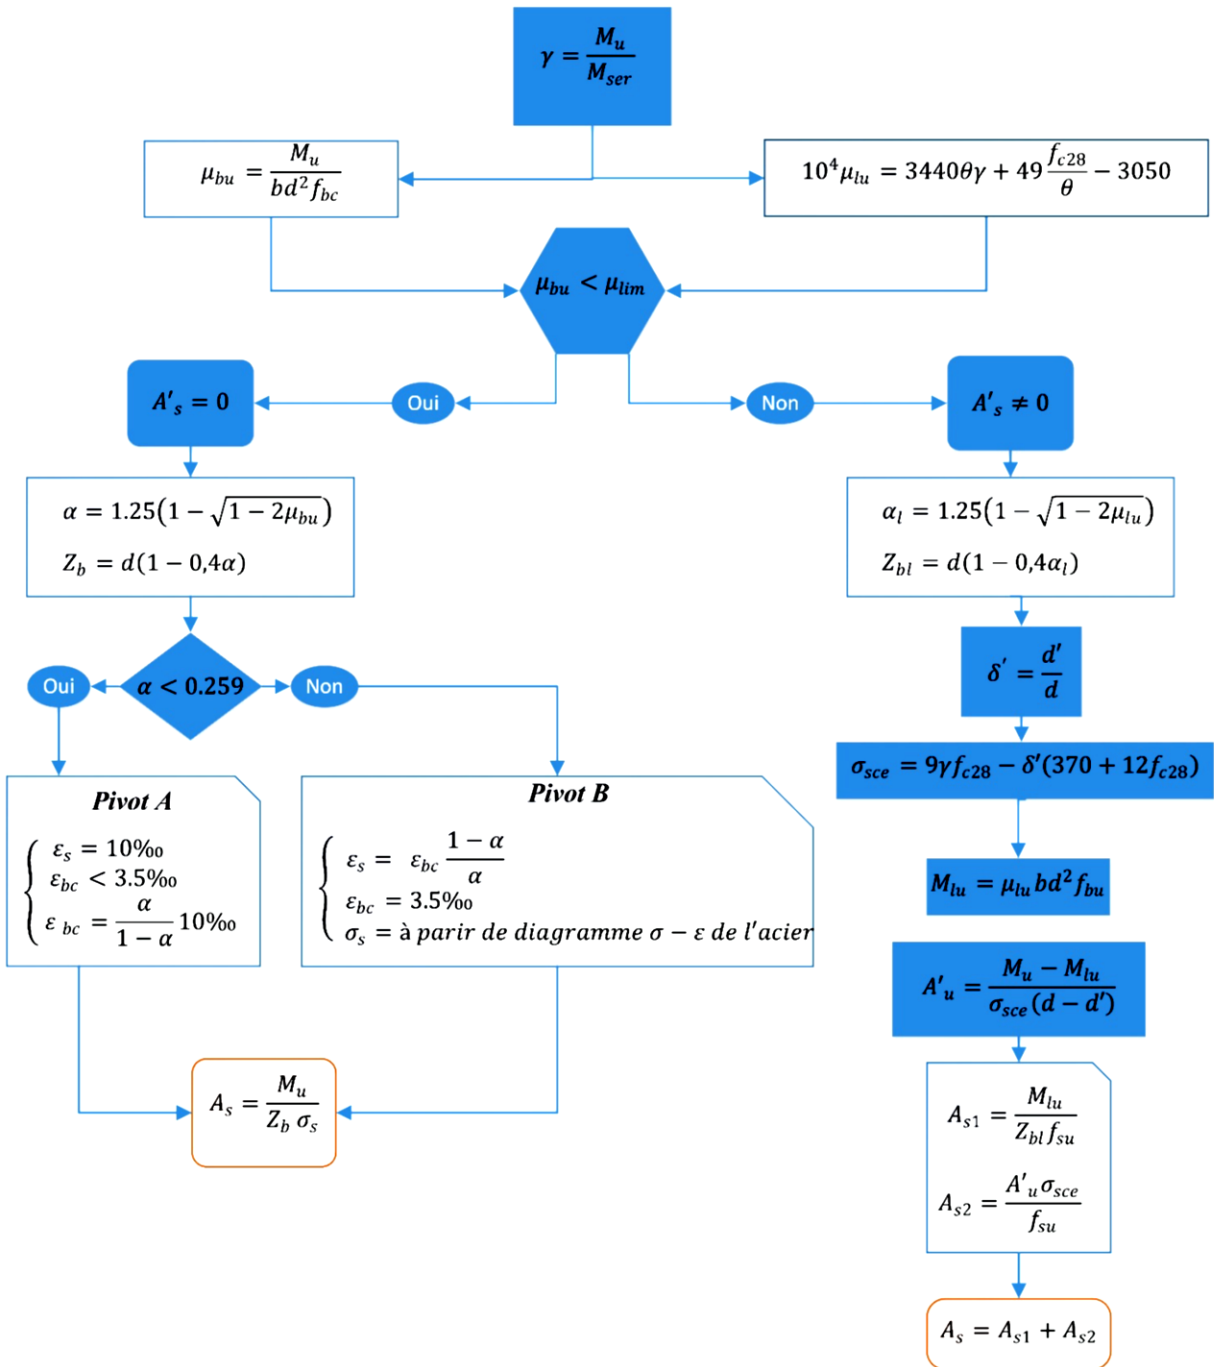 γ = M_u / M_ser
μ_bu = M_u / bd²f_bc
10⁴μ_lu = 3440θγ + 49 f_c28 / θ − 3050
μ_bu < μ_lim
A'_s = 0
Oui
Non
A'_s ≠ 0
α = 1.25(1 − √(1 − 2μ_bu))
Z_b = d(1 − 0,4α)
α_l = 1.25(1 − √(1 − 2μ_lu))
Z_bl = d(1 − 0,4α_l)
Oui
α < 0.259
Non
δ' = d' / d
σ_sce = 9γf_c28 − δ'(370 + 12f_c28)
Pivot A
ε_s = 10‰
ε_bc < 3.5‰
ε_bc = α / (1 − α) 10‰
Pivot B
ε_s = ε_bc (1 − α) / α
ε_bc = 3.5‰
σ_s = à parir de diagramme σ − ε de l'acier
M_lu = μ_lu bd²f_bu
A'_u = (M_u − M_lu) / σ_sce(d − d')
A_s = M_u / Z_b σ_s
A_s1 = M_lu / Z_bl f_su
A_s2 = A'_u σ_sce / f_su
A_s = A_s1 + A_s2